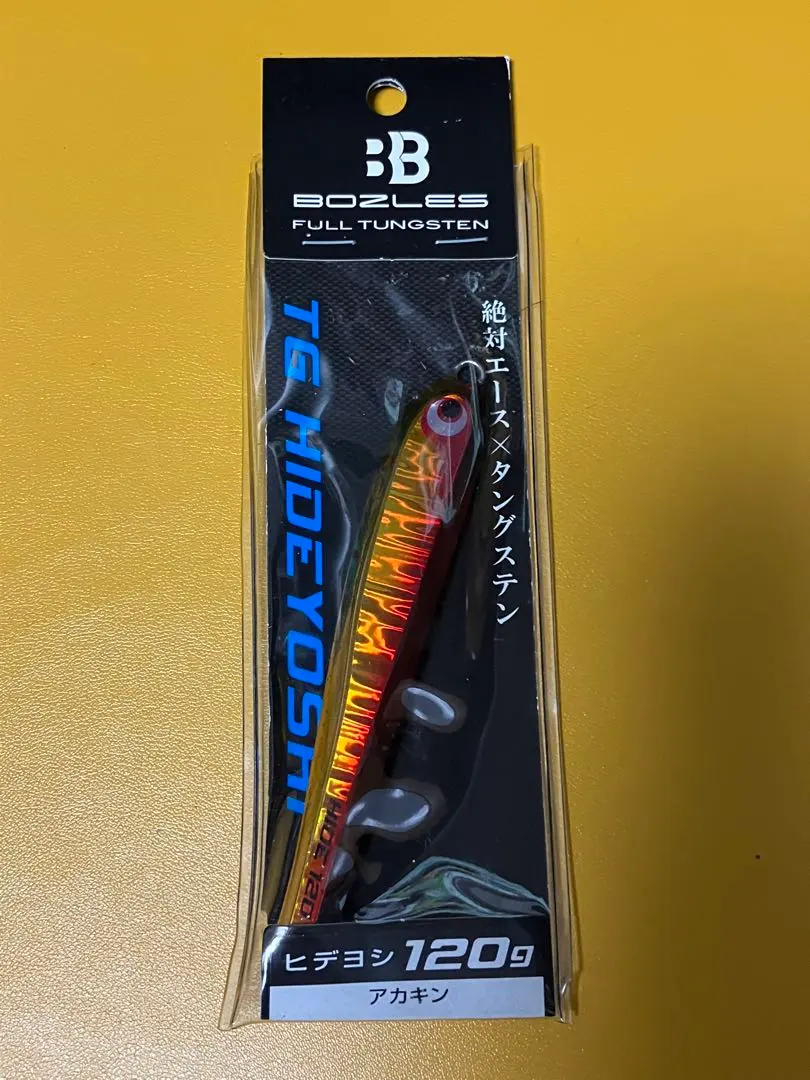 BOZLES
FULL TUNGSTEN
TG HIDEYOSHI
絶対エース×タングステン
HIDE 120
ヒデヨシ 120g
アカキン